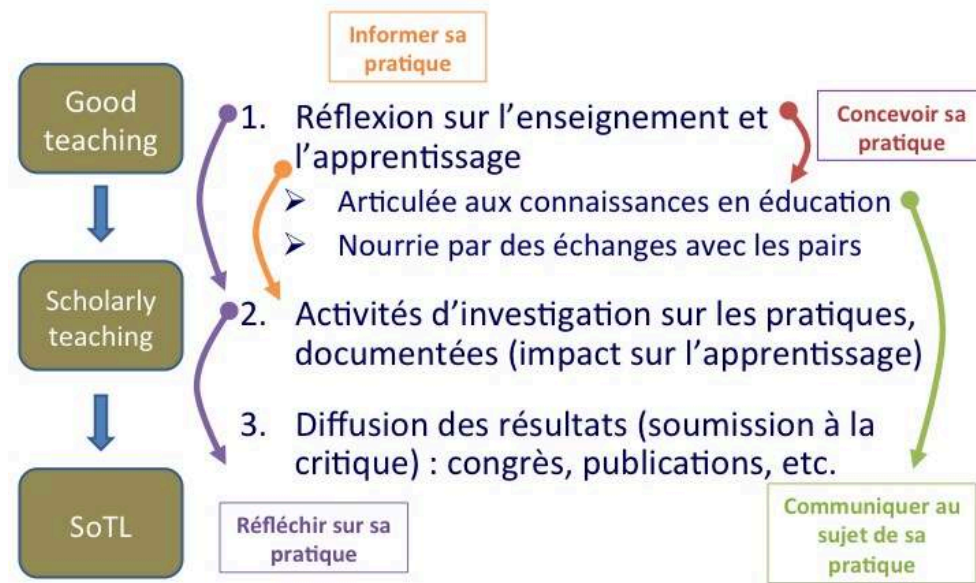 Informer sa
pratique
Good
teaching
1. Réflexion sur l’enseignement et
l’apprentissage
Concevoir sa
pratique
➢ Articulée aux connaissances en éducation
➢ Nourrie par des échanges avec les pairs
Scholarly
teaching
2. Activités d’investigation sur les pratiques,
documentées (impact sur l’apprentissage)
3. Diffusion des résultats (soumission à la
critique) : congrès, publications, etc.
SoTL
Réfléchir sur sa
pratique
Communiquer au
sujet de sa
pratique